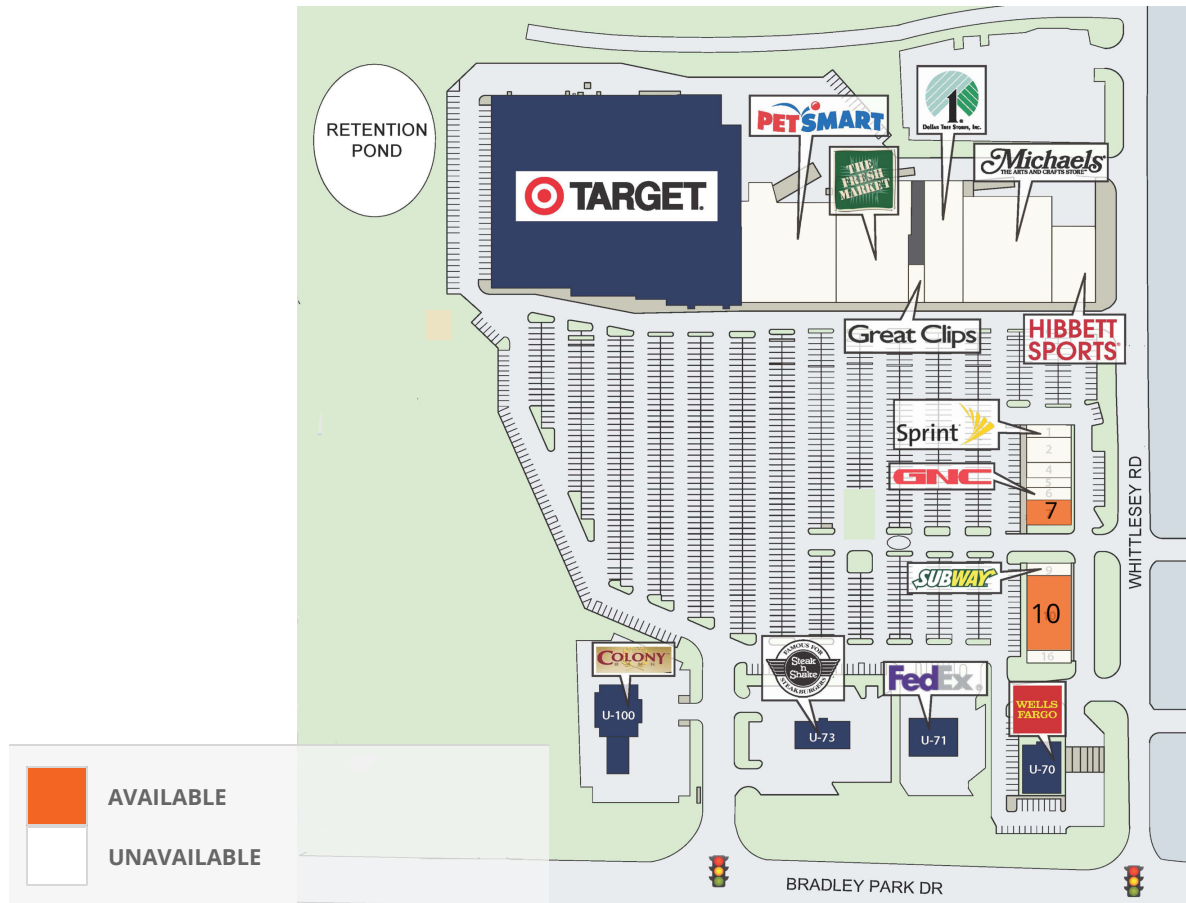 RETENTION
POND
TARGET.
PETSMART
THE
FRESH
MARKET
1.
DOLLAR TREE STORES, INC.
Michaels
THE ARTS AND CRAFTS STORE
Great Clips
HIBBETT
SPORTS
Sprint
1
2
4
5
GNC
6
7
WHITTLESEY RD
SUBWAY
9
10
16
COLONY
BANK
U-100
FAMOUS FOR
Steak
n
Shake
STEAKBURGERS
U-73
FedEx
U-71
WELLS
FARGO
U-70
AVAILABLE
UNAVAILABLE
BRADLEY PARK DR